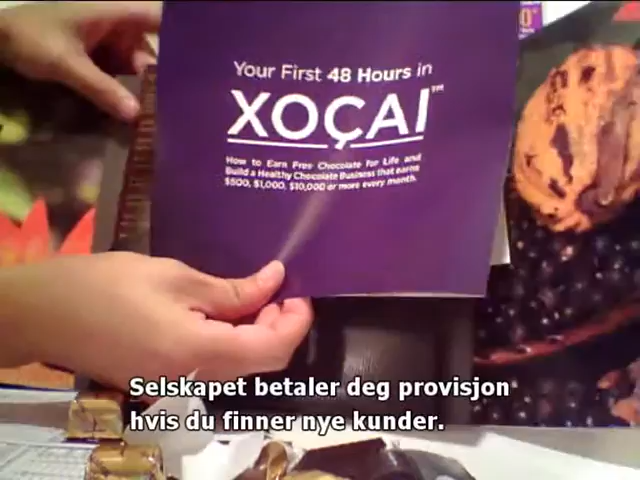 Your First 48 Hours in
XOÇAI™
How to Earn Free Chocolate for Life and
Build a Healthy Chocolate Business that earns
$500, $1,000, $10,000 or more every month.
Selskapet betaler deg provisjon
hvis du finner nye kunder.